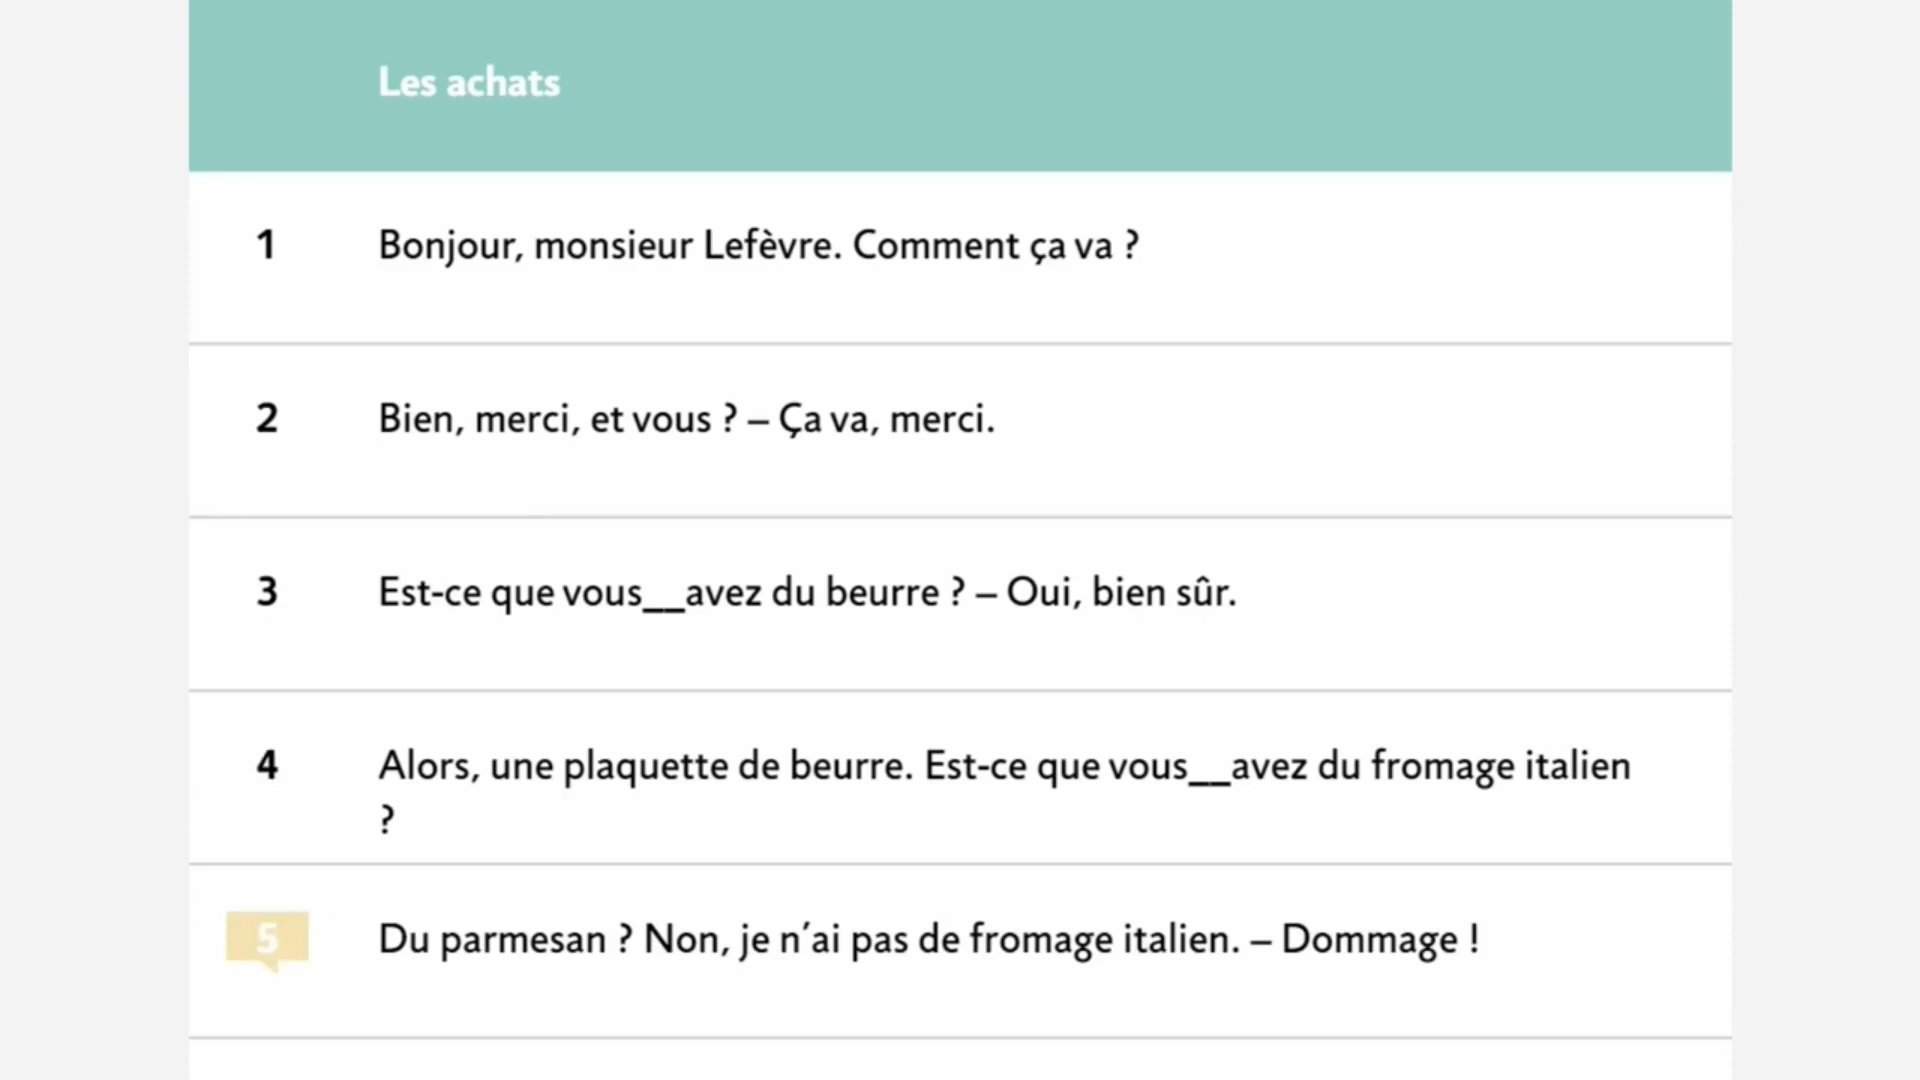 Les achats
1 Bonjour, monsieur Lefèvre. Comment ça va ?
2 Bien, merci, et vous ? – Ça va, merci.
3 Est-ce que vous__avez du beurre ? – Oui, bien sûr.
4 Alors, une plaquette de beurre. Est-ce que vous__avez du fromage italien
?
5 Du parmesan ? Non, je n’ai pas de fromage italien. – Dommage !